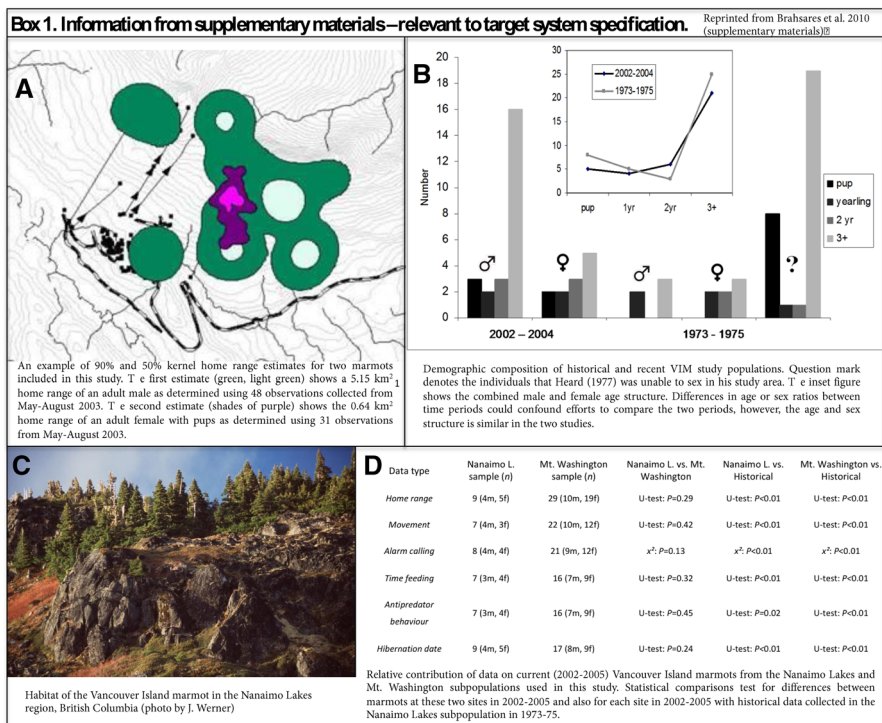 Box 1. Information from supplementary materials – relevant to target system specification.
Reprinted from Brahsares et al. 2010
(supplementary materials)
A
An example of 90% and 50% kernel home range estimates for two marmots
included in this study. T e first estimate (green, light green) shows a 5.15 km² 1
home range of an adult male as determined using 48 observations collected from
May-August 2003. T e second estimate (shades of purple) shows the 0.64 km²
home range of an adult female with pups as determined using 31 observations
from May-August 2003.
B
Number
20
18
16
14
12
10
8
6
4
2
0
30
25
20
15
10
5
0
2002-2004
1973-1975
pup 1yr 2yr 3+
♂ ♀ ♂ ♀ ?
pup
yearling
2 yr
3+
2002 – 2004 1973 - 1975
Demographic composition of historical and recent VIM study populations. Question mark
denotes the individuals that Heard (1977) was unable to sex in his study area. T e inset figure
shows the combined male and female age structure. Differences in age or sex ratios between
time periods could confound efforts to compare the two periods, however, the age and sex
structure is similar in the two studies.
C
Habitat of the Vancouver Island marmot in the Nanaimo Lakes
region, British Columbia (photo by J. Werner)
D
Data type Nanaimo L. sample (n) Mt. Washington sample (n) Nanaimo L. vs. Mt. Washington Nanaimo L. vs. Historical Mt. Washington vs. Historical
Home range 9 (4m, 5f) 29 (10m, 19f) U-test: P=0.29 U-test: P<0.01 U-test: P<0.01
Movement 7 (4m, 3f) 22 (10m, 12f) U-test: P=0.42 U-test: P<0.01 U-test: P<0.01
Alarm calling 8 (4m, 4f) 21 (9m, 12f) x²: P=0.13 x²: P<0.01 x²: P<0.01
Time feeding 7 (3m, 4f) 16 (7m, 9f) U-test: P=0.32 U-test: P<0.01 U-test: P<0.01
Antipredator behaviour 7 (3m, 4f) 16 (7m, 9f) U-test: P=0.45 U-test: P=0.02 U-test: P<0.01
Hibernation date 9 (4m, 5f) 17 (8m, 9f) U-test: P=0.24 U-test: P<0.01 U-test: P<0.01
Relative contribution of data on current (2002-2005) Vancouver Island marmots from the Nanaimo Lakes and
Mt. Washington subpopulations used in this study. Statistical comparisons test for differences between
marmots at these two sites in 2002-2005 and also for each site in 2002-2005 with historical data collected in the
Nanaimo Lakes subpopulation in 1973-75.